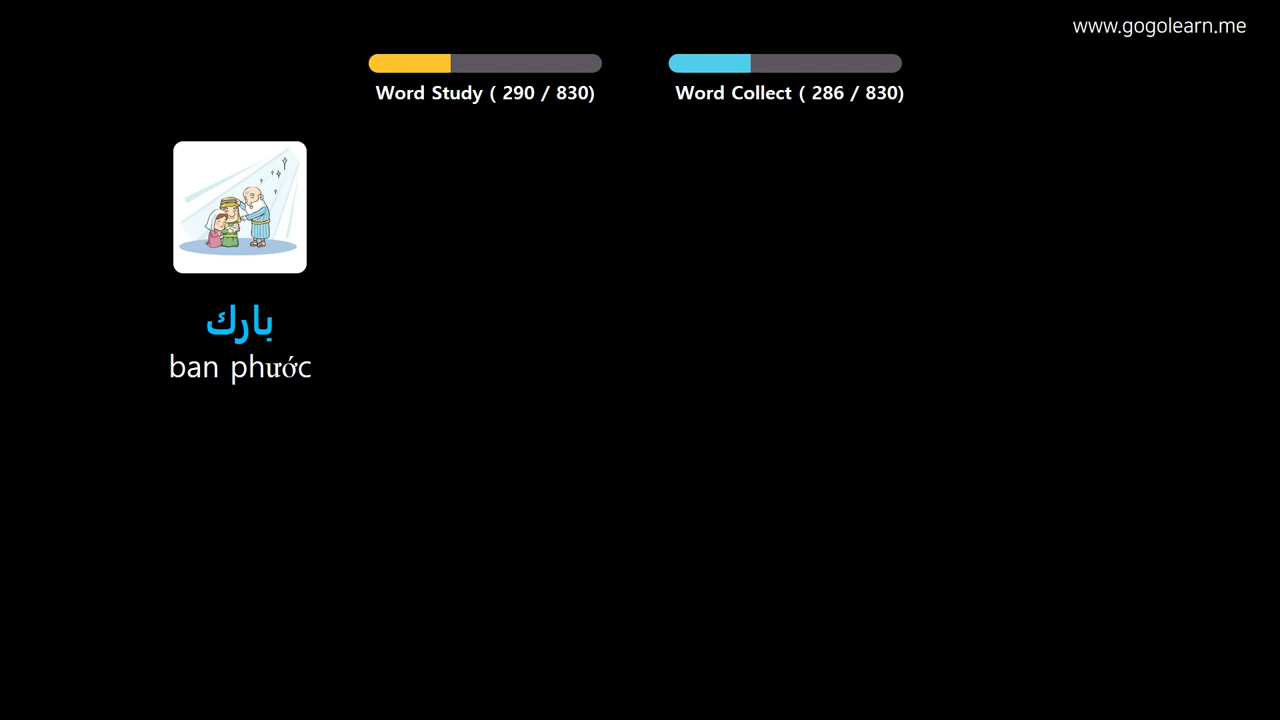 www.gogolearn.me
Word Study ( 290 / 830)
Word Collect ( 286 / 830)
بارك
ban phước